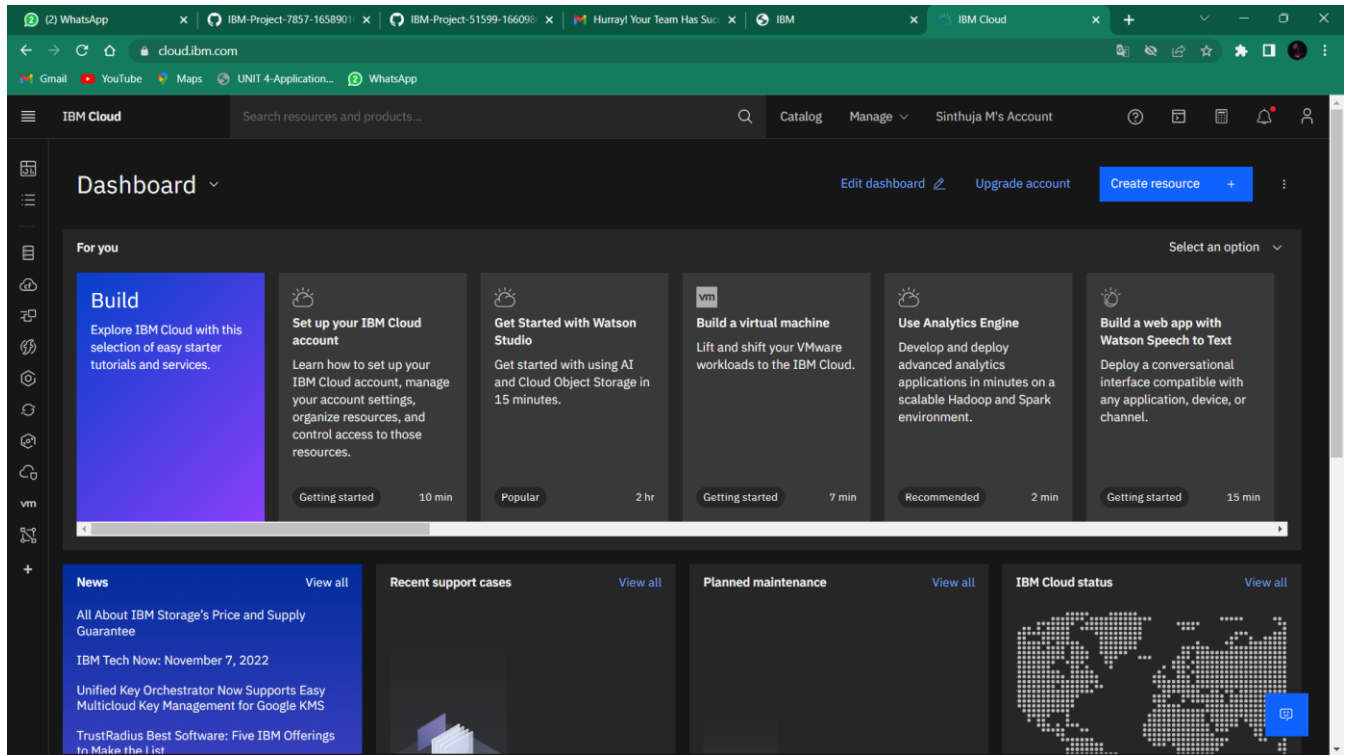 (2) WhatsApp
IBM-Project-7857-1658901
IBM-Project-51599-166098
Hurray! Your Team Has Succ
IBM
IBM Cloud
cloud.ibm.com
Gmail
YouTube
Maps
UNIT 4-Application...
WhatsApp
IBM Cloud
Search resources and products...
Catalog
Manage
Sinthuja M's Account
Dashboard
Edit dashboard
Upgrade account
Create resource +
For you
Select an option
Build
Explore IBM Cloud with this
selection of easy starter
tutorials and services.
Set up your IBM Cloud
account
Learn how to set up your
IBM Cloud account, manage
your account settings,
organize resources, and
control access to those
resources.
Getting started
10 min
Get Started with Watson
Studio
Get started with using AI
and Cloud Object Storage in
15 minutes.
Popular
2 hr
vm
Build a virtual machine
Lift and shift your VMware
workloads to the IBM Cloud.
Getting started
7 min
Use Analytics Engine
Develop and deploy
advanced analytics
applications in minutes on a
scalable Hadoop and Spark
environment.
Recommended
2 min
Build a web app with
Watson Speech to Text
Deploy a conversational
interface compatible with
any application, device, or
channel.
Getting started
15 min
vm
News
View all
All About IBM Storage's Price and Supply
Guarantee
IBM Tech Now: November 7, 2022
Unified Key Orchestrator Now Supports Easy
Multicloud Key Management for Google KMS
TrustRadius Best Software: Five IBM Offerings
to Make the List
Recent support cases
View all
Planned maintenance
View all
IBM Cloud status
View all